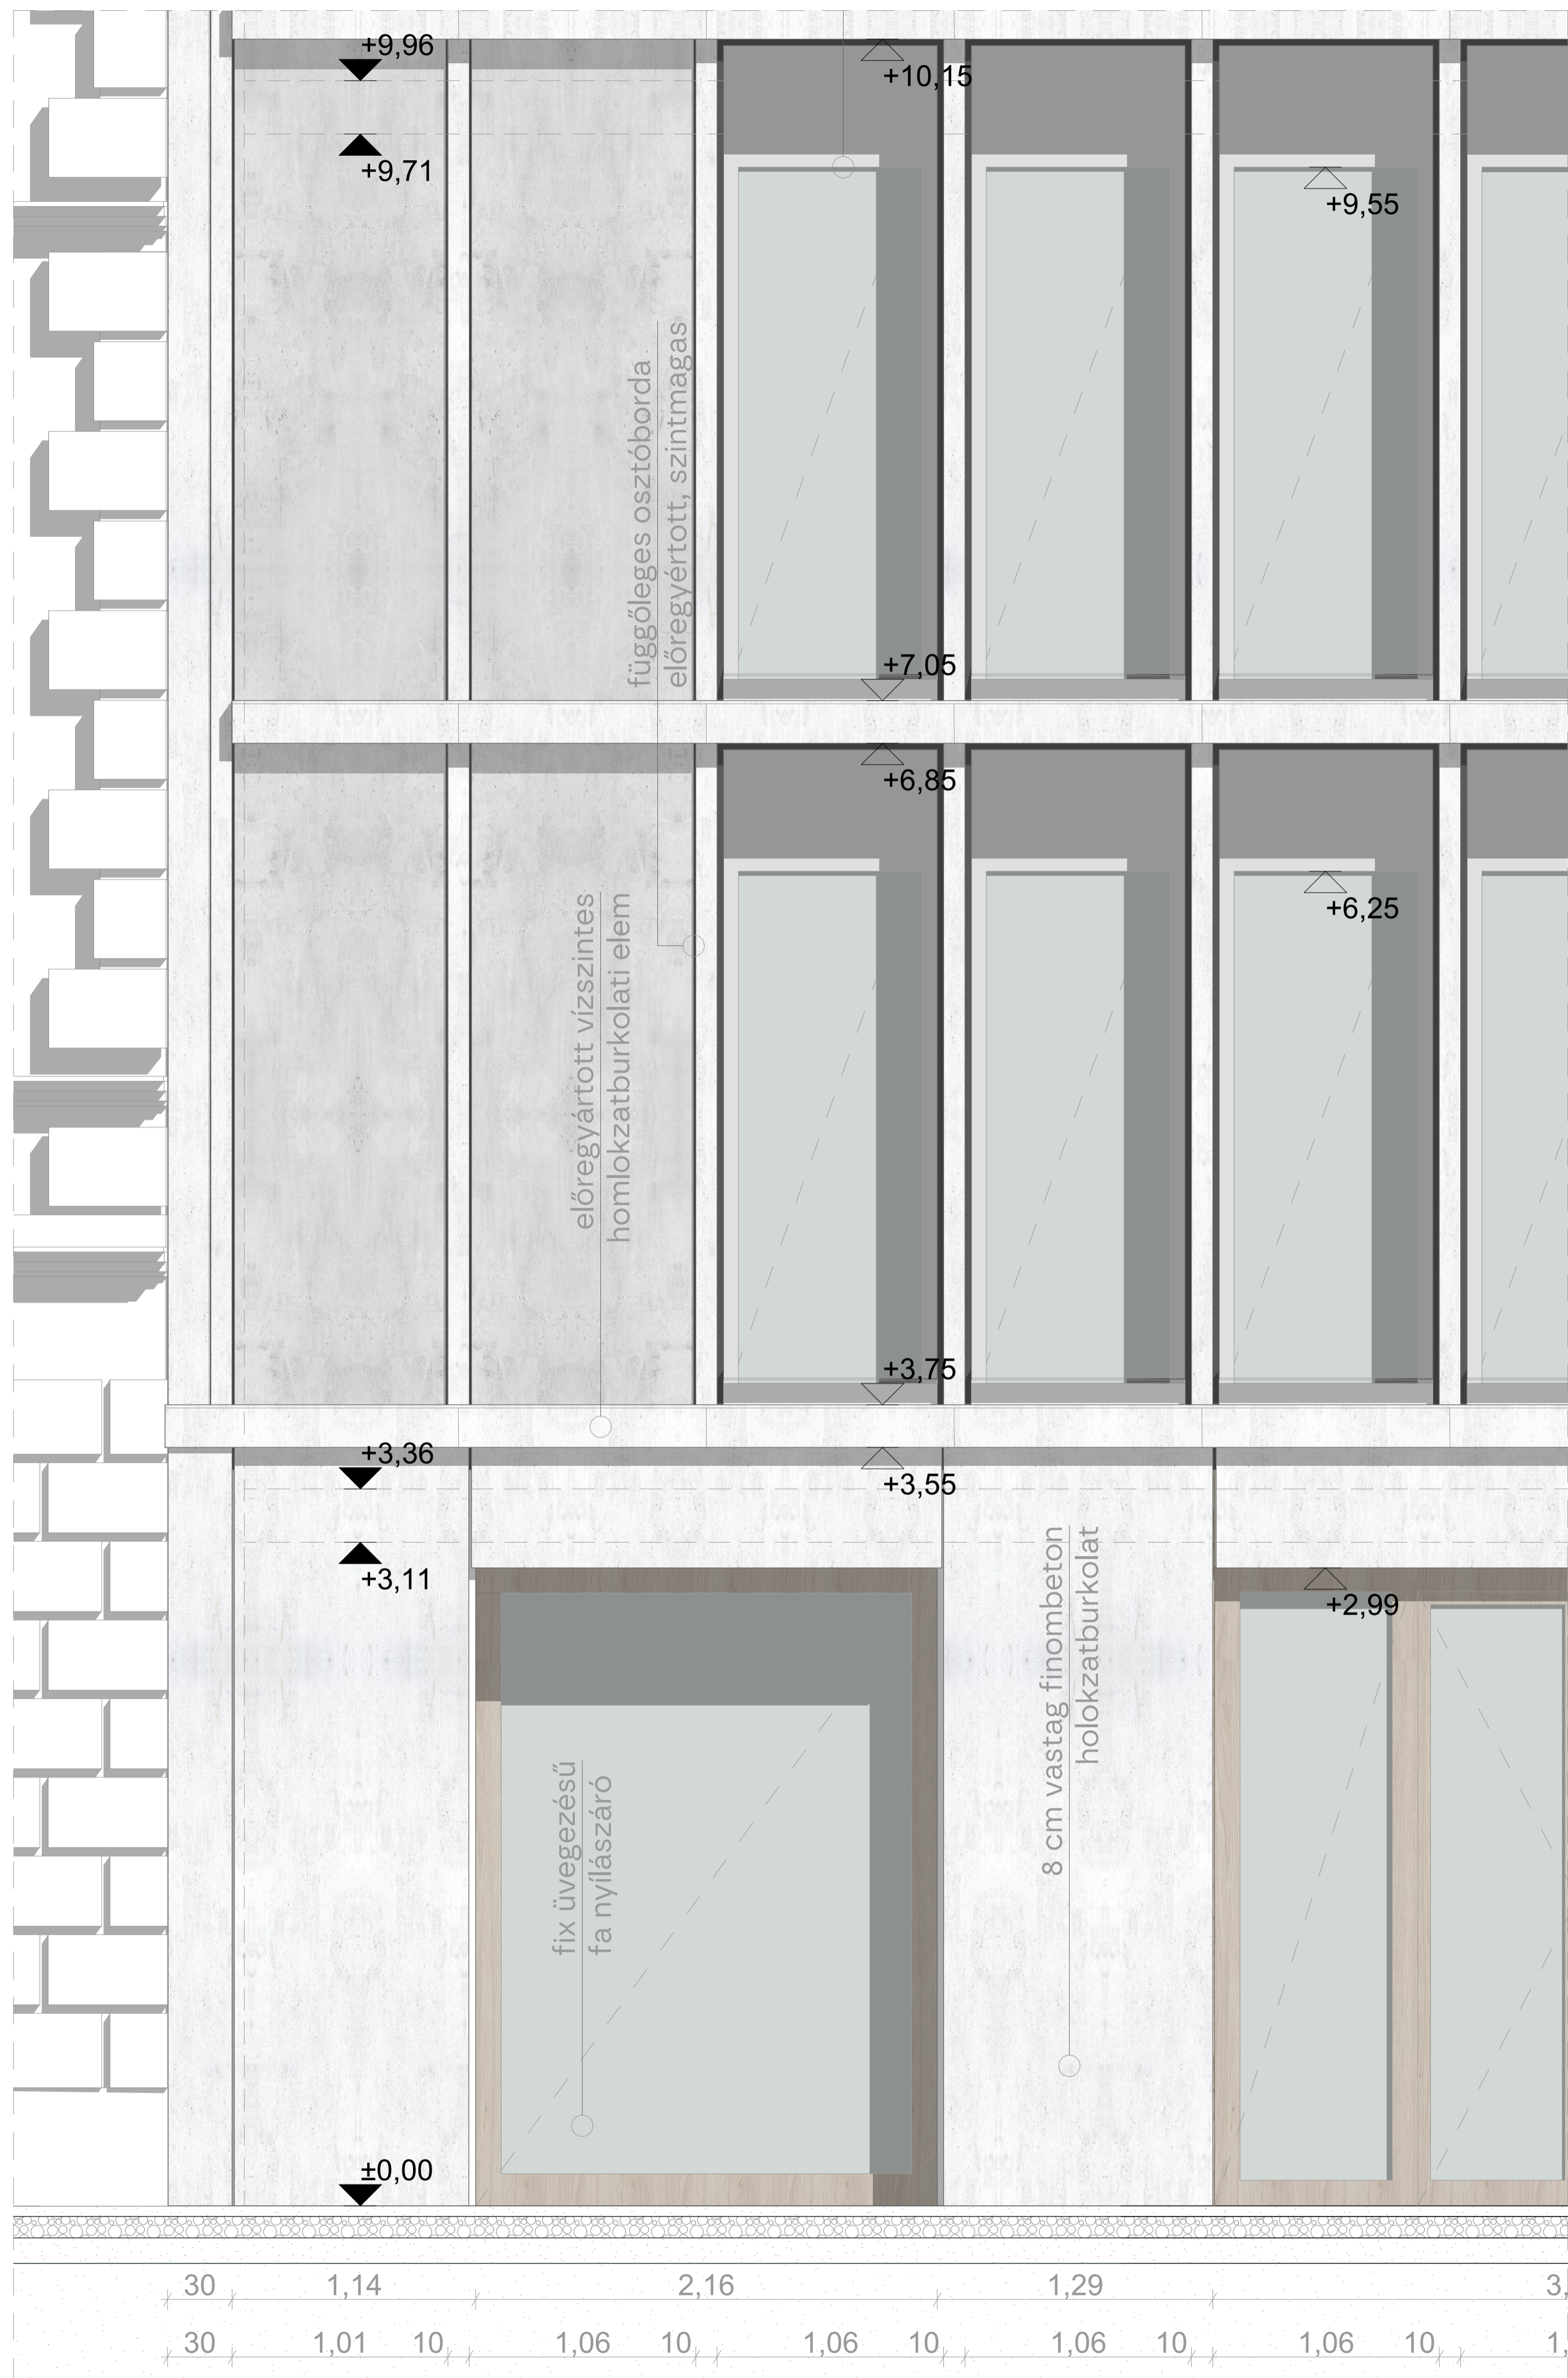 +9,96
+10,15
+9,71
+9,55
függőleges osztóborda
előregyértott, szintmagas
+7,05
+6,85
+6,25
előregyártott vízszintes
homlokzatburkolati elem
+3,75
+3,36
+3,55
+3,11
+2,99
8 cm vastag finombeton
holokzatburkolat
fix üvegezésű
fa nyílászáró
±0,00
30 1,14 2,16 1,29 3,
30 1,01 10 1,06 10 1,06 10 1,06 10 1,06 10 1,